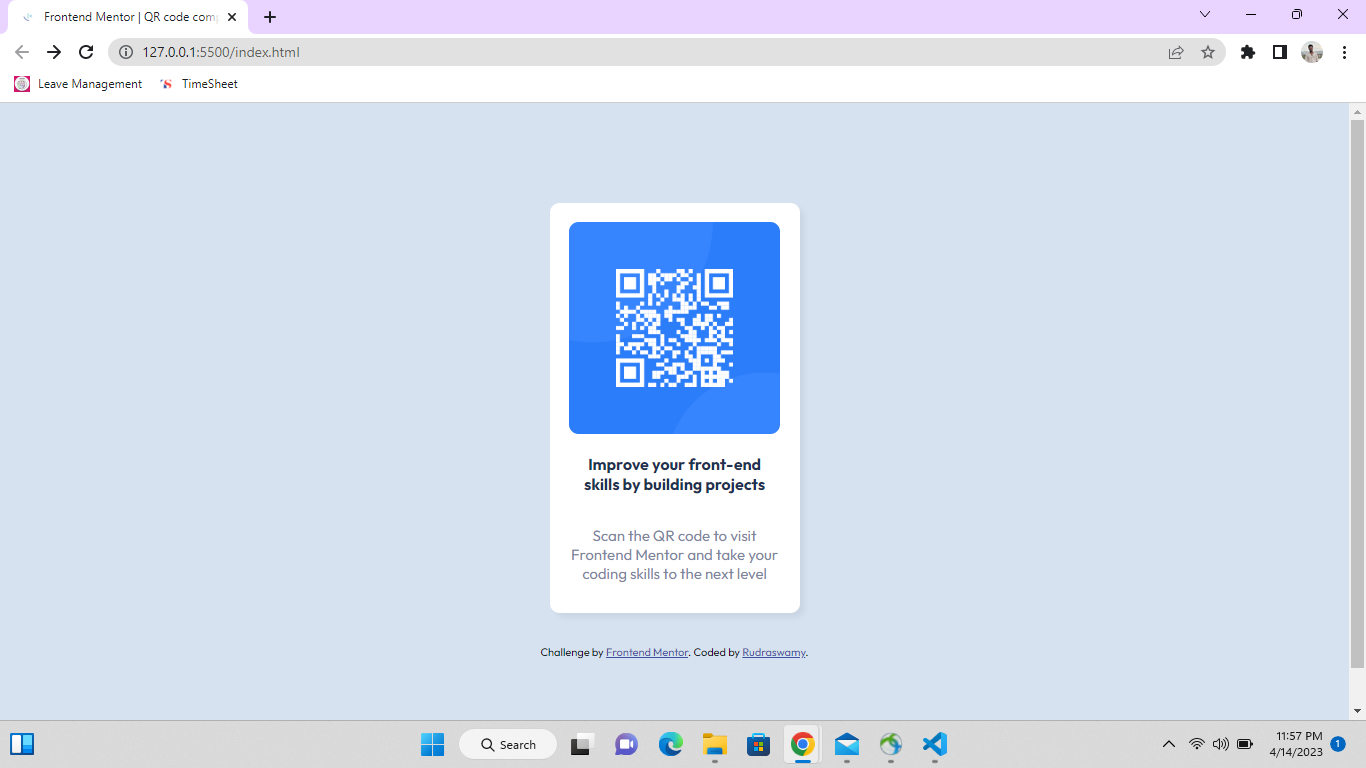 Frontend Mentor | QR code com
127.0.0.1:5500/index.html
Leave Management
TimeSheet
Improve your front-end
skills by building projects
Scan the QR code to visit
Frontend Mentor and take your
coding skills to the next level
Challenge by Frontend Mentor. Coded by Rudraswamy.
Search
11:57 PM
4/14/2023
1